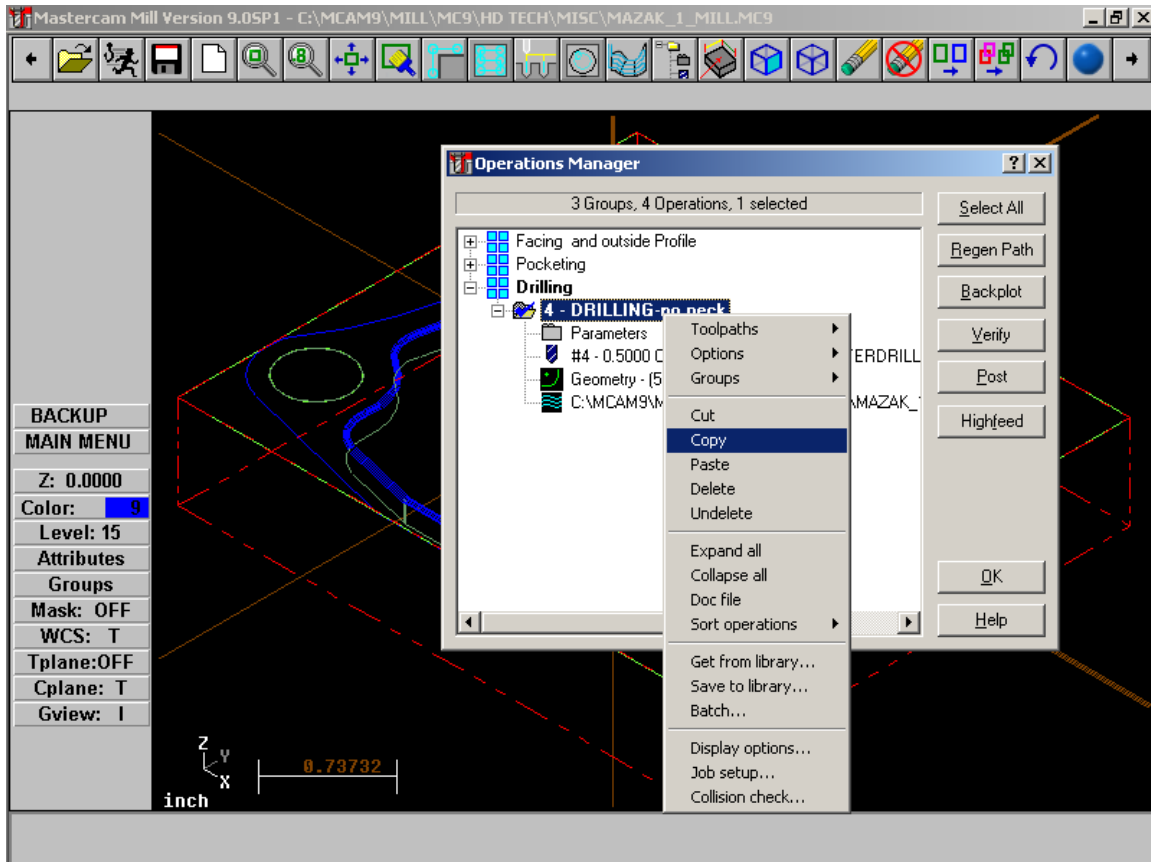 Mastercam Mill Version 9.0SP1 - C:\MCAM9\MILL\MC9\HD TECH\MISC\MAZAK_1_MILL.MC9
Operations Manager
3 Groups, 4 Operations, 1 selected
Facing and outside Profile
Pocketing
Drilling
4 - DRILLING-no peck
Parameters
#4 - 0.5000 C TERDRILL
Geometry - (5
C:\MCAM9\M \MAZAK_
Select All
Regen Path
Backplot
Verify
Post
Highfeed
OK
Help
Toolpaths
Options
Groups
Cut
Copy
Paste
Delete
Undelete
Expand all
Collapse all
Doc file
Sort operations
Get from library...
Save to library...
Batch...
Display options...
Job setup...
Collision check...
BACKUP
MAIN MENU
Z: 0.0000
Color: 9
Level: 15
Attributes
Groups
Mask: OFF
WCS: T
Tplane:OFF
Cplane: T
Gview: I
Z
Y
X
0.73732
inch